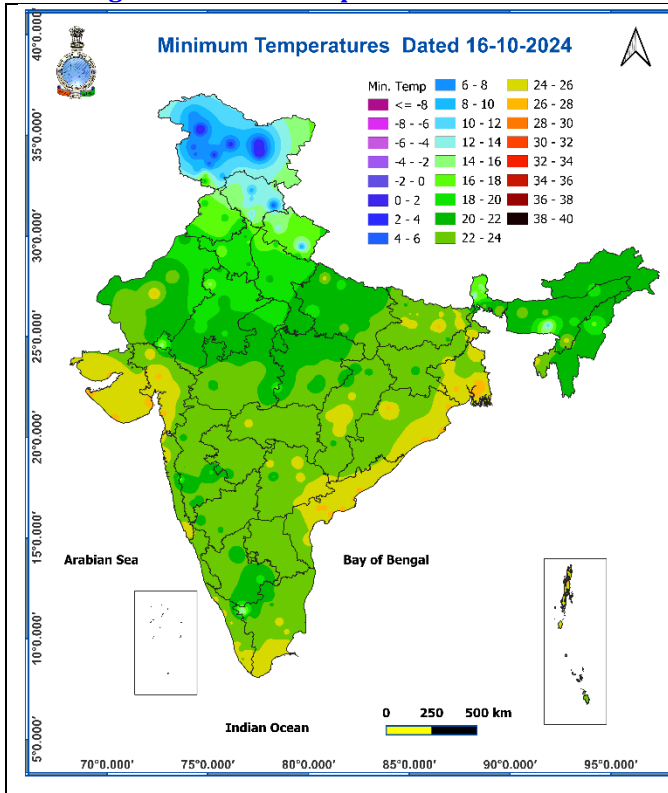 Minimum Temperatures Dated 16-10-2024
Min. Temp
<= -8
-8 - -6
-6 - -4
-4 - -2
-2 - 0
0 - 2
2 - 4
4 - 6
6 - 8
8 - 10
10 - 12
12 - 14
14 - 16
16 - 18
18 - 20
20 - 22
22 - 24
24 - 26
26 - 28
28 - 30
30 - 32
32 - 34
34 - 36
36 - 38
38 - 40
40°0.000'
35°0.000'
30°0.000'
25°0.000'
20°0.000'
15°0.000'
10°0.000'
5°0.000'
Arabian Sea
Bay of Bengal
Indian Ocean
0 250 500 km
70°0.000' 75°0.000' 80°0.000' 85°0.000' 90°0.000' 95°0.000'